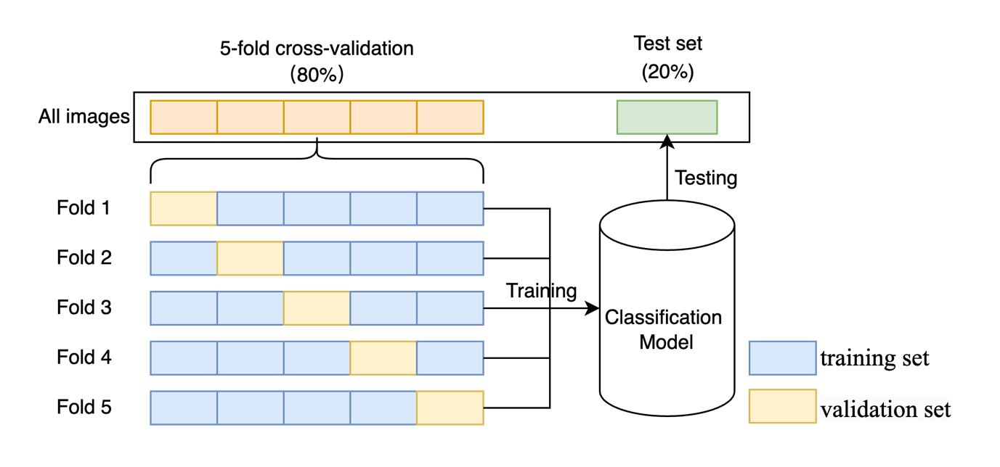 5-fold cross-validation
(80%)
Test set
(20%)
All images
Testing
Fold 1
Fold 2
Training
Fold 3
Classification
Model
Fold 4
training set
Fold 5
validation set